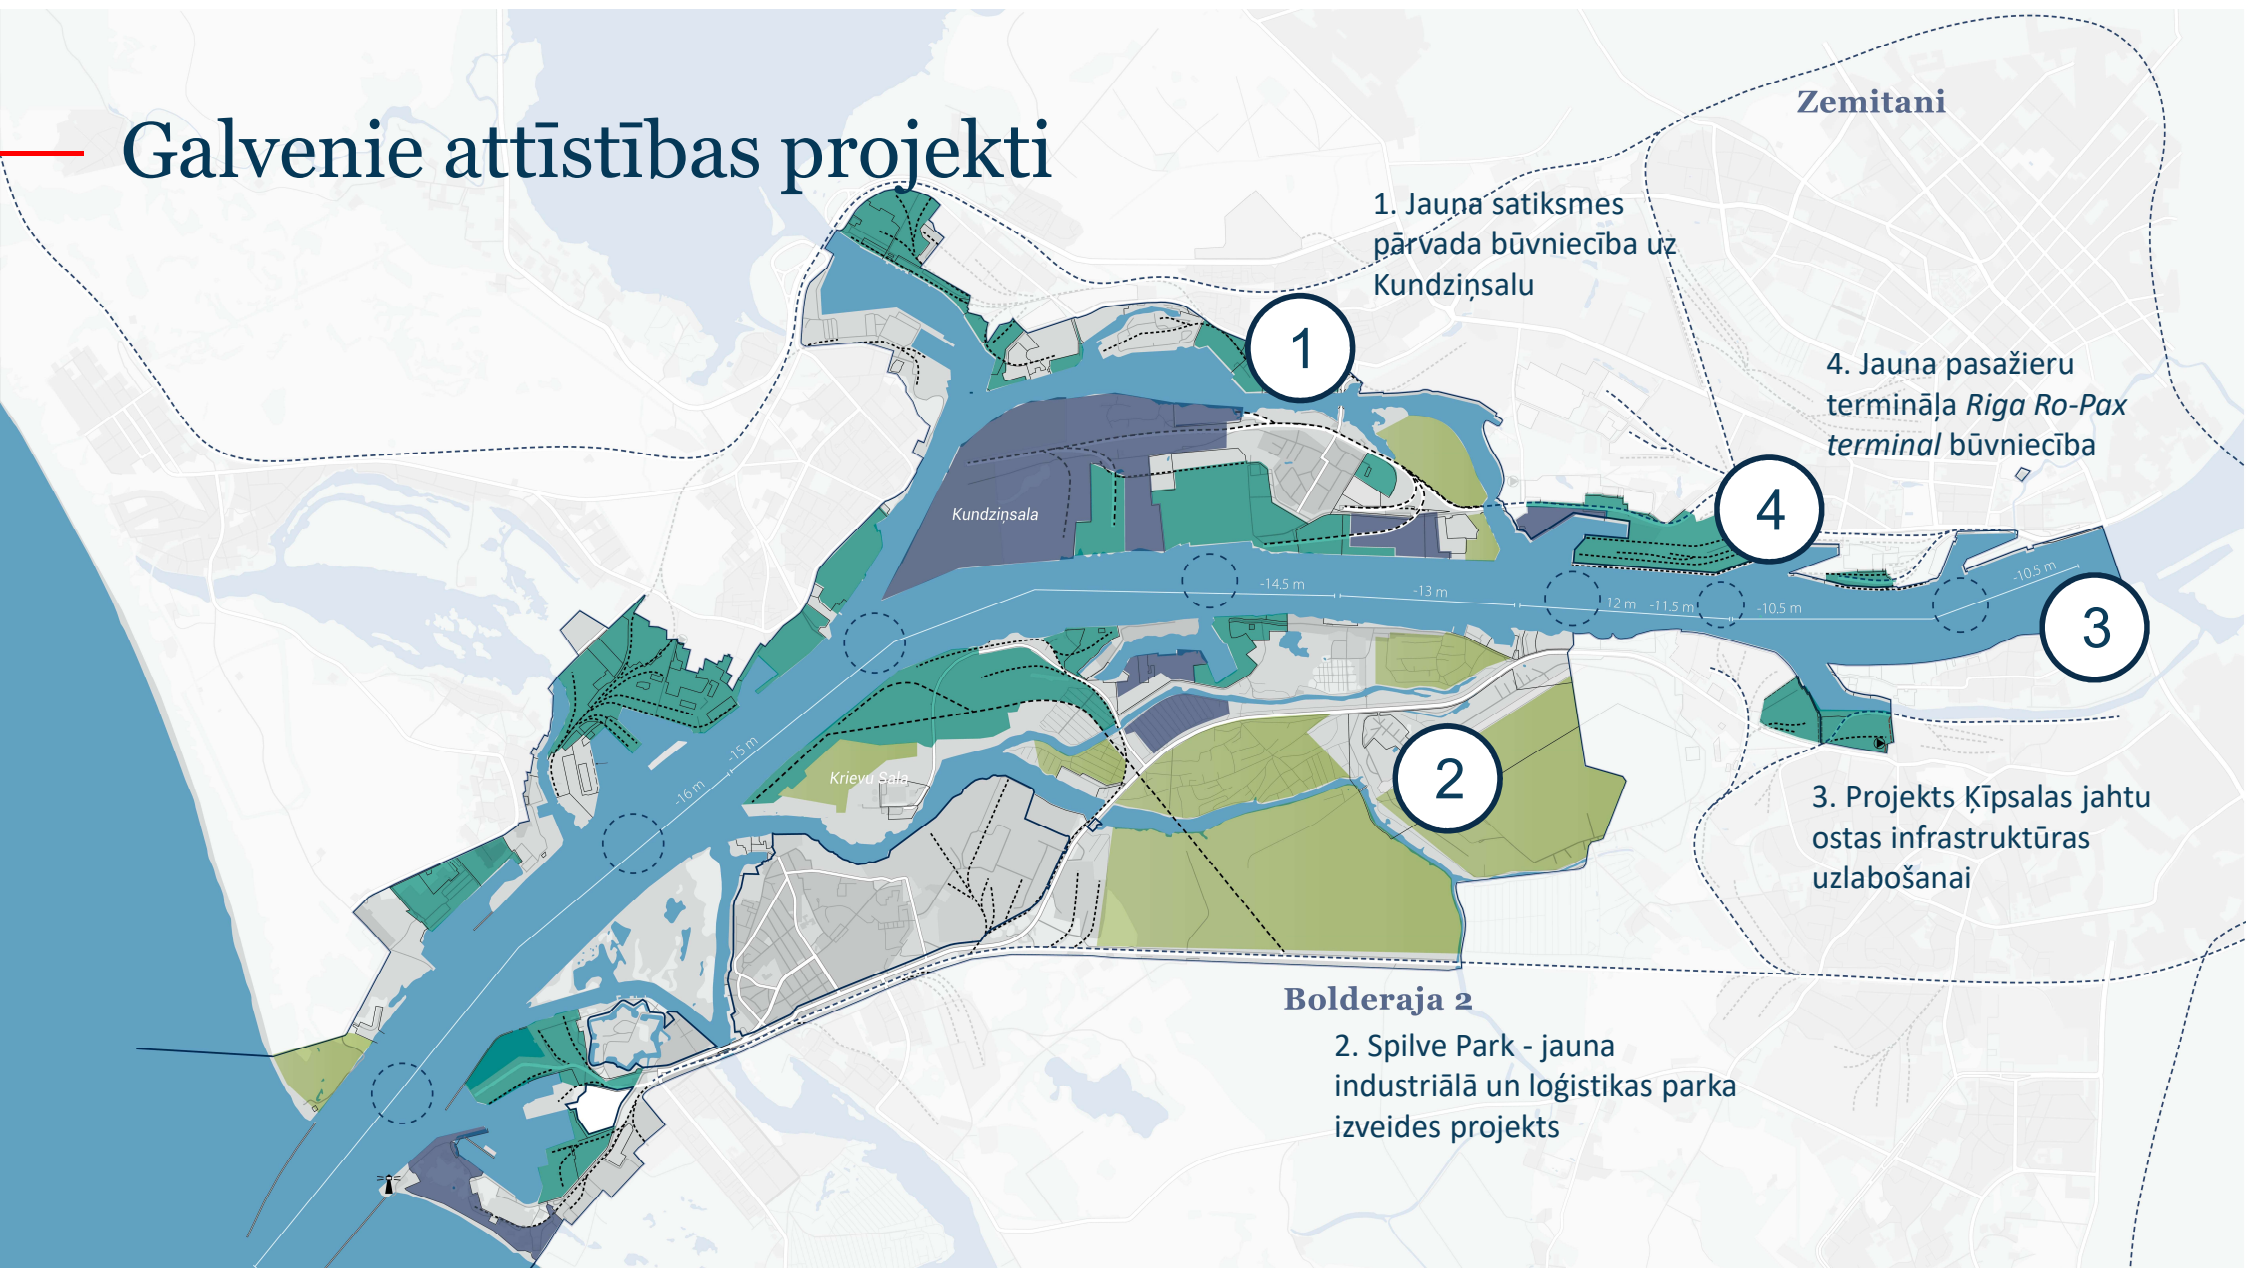 Galvenie attīstības projekti
Zemitani
1. Jauna satiksmes
pārvada būvniecība uz
Kundziņsalu
1
4. Jauna pasažieru
termināļa Riga Ro-Pax
terminal būvniecība
4
Kundziņsala
-14.5 m
-13 m
12 m
-11.5 m
-10.5 m
-10.5 m
3
-15 m
-16 m
Krievu Sala
2
3. Projekts Ķīpsalas jahtu
ostas infrastruktūras
uzlabošanai
Bolderaja 2
2. Spilve Park - jauna
industriālā un loģistikas parka
izveides projekts